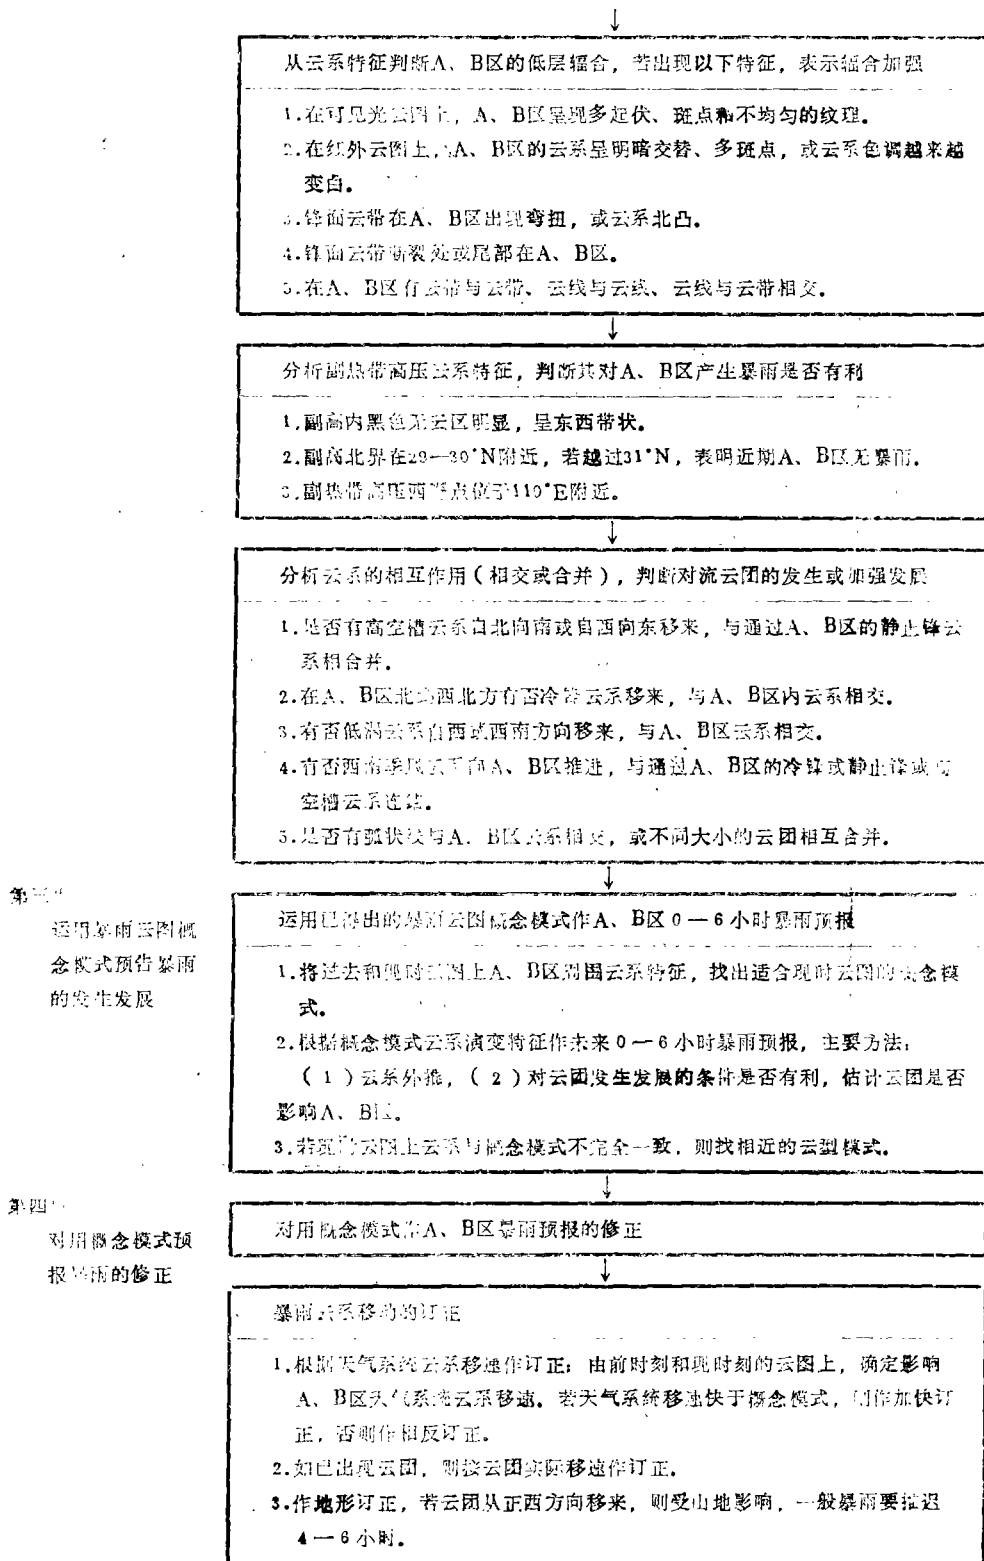 从云系特征判断A、B区的低层辐合，若出现以下特征，表示辐合加强
1.在可见光云图上，A、B区呈现多起伏、斑点和不均匀的纹理。
2.在红外云图上，A、B区的云系呈明暗交替、多斑点，或云系色调越来越
变白。
3.锋面云带在A、B区出现弯扭，或云系北凸。
4.锋面云带断裂处或尾部在A、B区。
5.在A、B区有云带与云带、云线与云线、云线与云带相交。
分析副热带高压云系特征，判断其对A、B区产生暴雨是否有利
1.副高内黑色无云区明显，呈东西带状。
2.副高北界在29—30°N附近，若越过31°N，表明近期A、B区无暴雨。
3.副热带高压西脊点位于110°E附近。
分析云系的相互作用（相交或合并），判断对流云团的发生或加强发展
1.是否有高空槽云系自北向南或自西向东移来，与通过A、B区的静止锋云
系相合并。
2.在A、B区北或西北方有否冷锋云系移来，与A、B区内云系相交。
3.有否低涡云系自西或西南方向移来，与A、B区云系相交。
4.有否西南季风云系向A、B区推进，与通过A、B区的冷锋或静止锋或高
空槽云系连结。
5.是否有弧状线与A．B区云系相交，或不同大小的云团相互合并。
第三
运用暴雨云图概
念模式预告暴雨
的发生发展
运用已得出的暴雨云图概念模式作A、B区0—6小时暴雨预报
1.将过去和现时云图上A、B区周围云系特征，找出适合现时云图的概念模
式。
2.根据概念模式云系演变特征作未来0—6小时暴雨预报，主要方法：
（1）云系外推，（2）对云团发生发展的条件是否有利，估计云团是否
影响A、B区。
3.若现时云图上云系与概念模式不完全一致，则找相近的云型模式。
第四
对用概念模式预
报暴雨的修正
对用概念模式作A、B区暴雨预报的修正
暴雨云系移动的订正
1.根据天气系统云系移速作订正：由前时刻和现时刻的云图上，确定影响
A、B区天气系统云系移速。若天气系统移速快于概念模式，则作加快订
正，否则作相反订正。
2.如已出现云团，则按云团实际移速作订正。
3.作地形订正，若云团从正西方向移来，则受山地影响，一般暴雨要推迟
4—6小时。